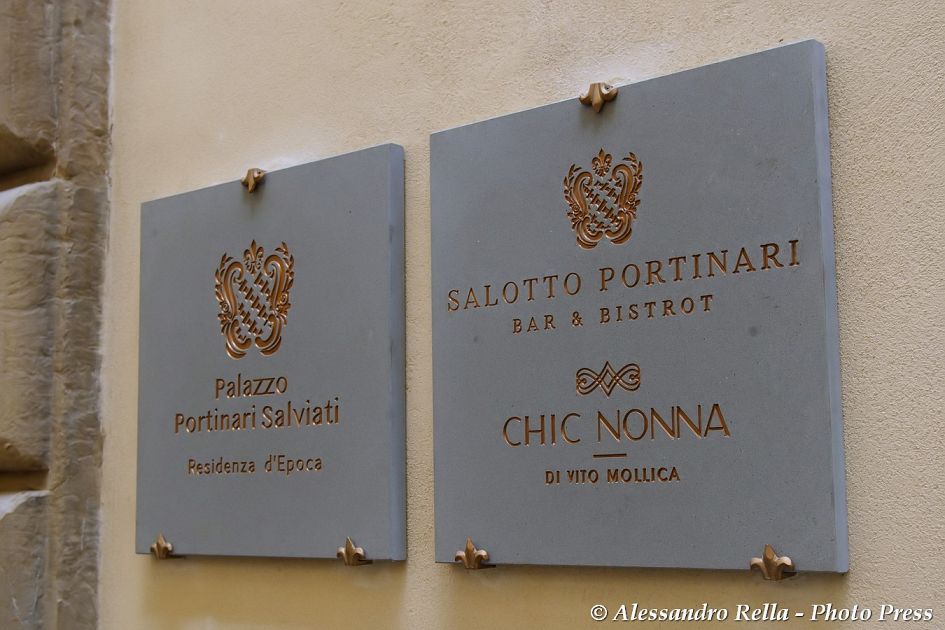 Palazzo
Portinari Salviati
Residenza d'Epoca
SALOTTO PORTINARI
BAR & BISTROT
CHIC NONNA
DI VITO MOLLICA
© Alessandro Rella - Photo Press